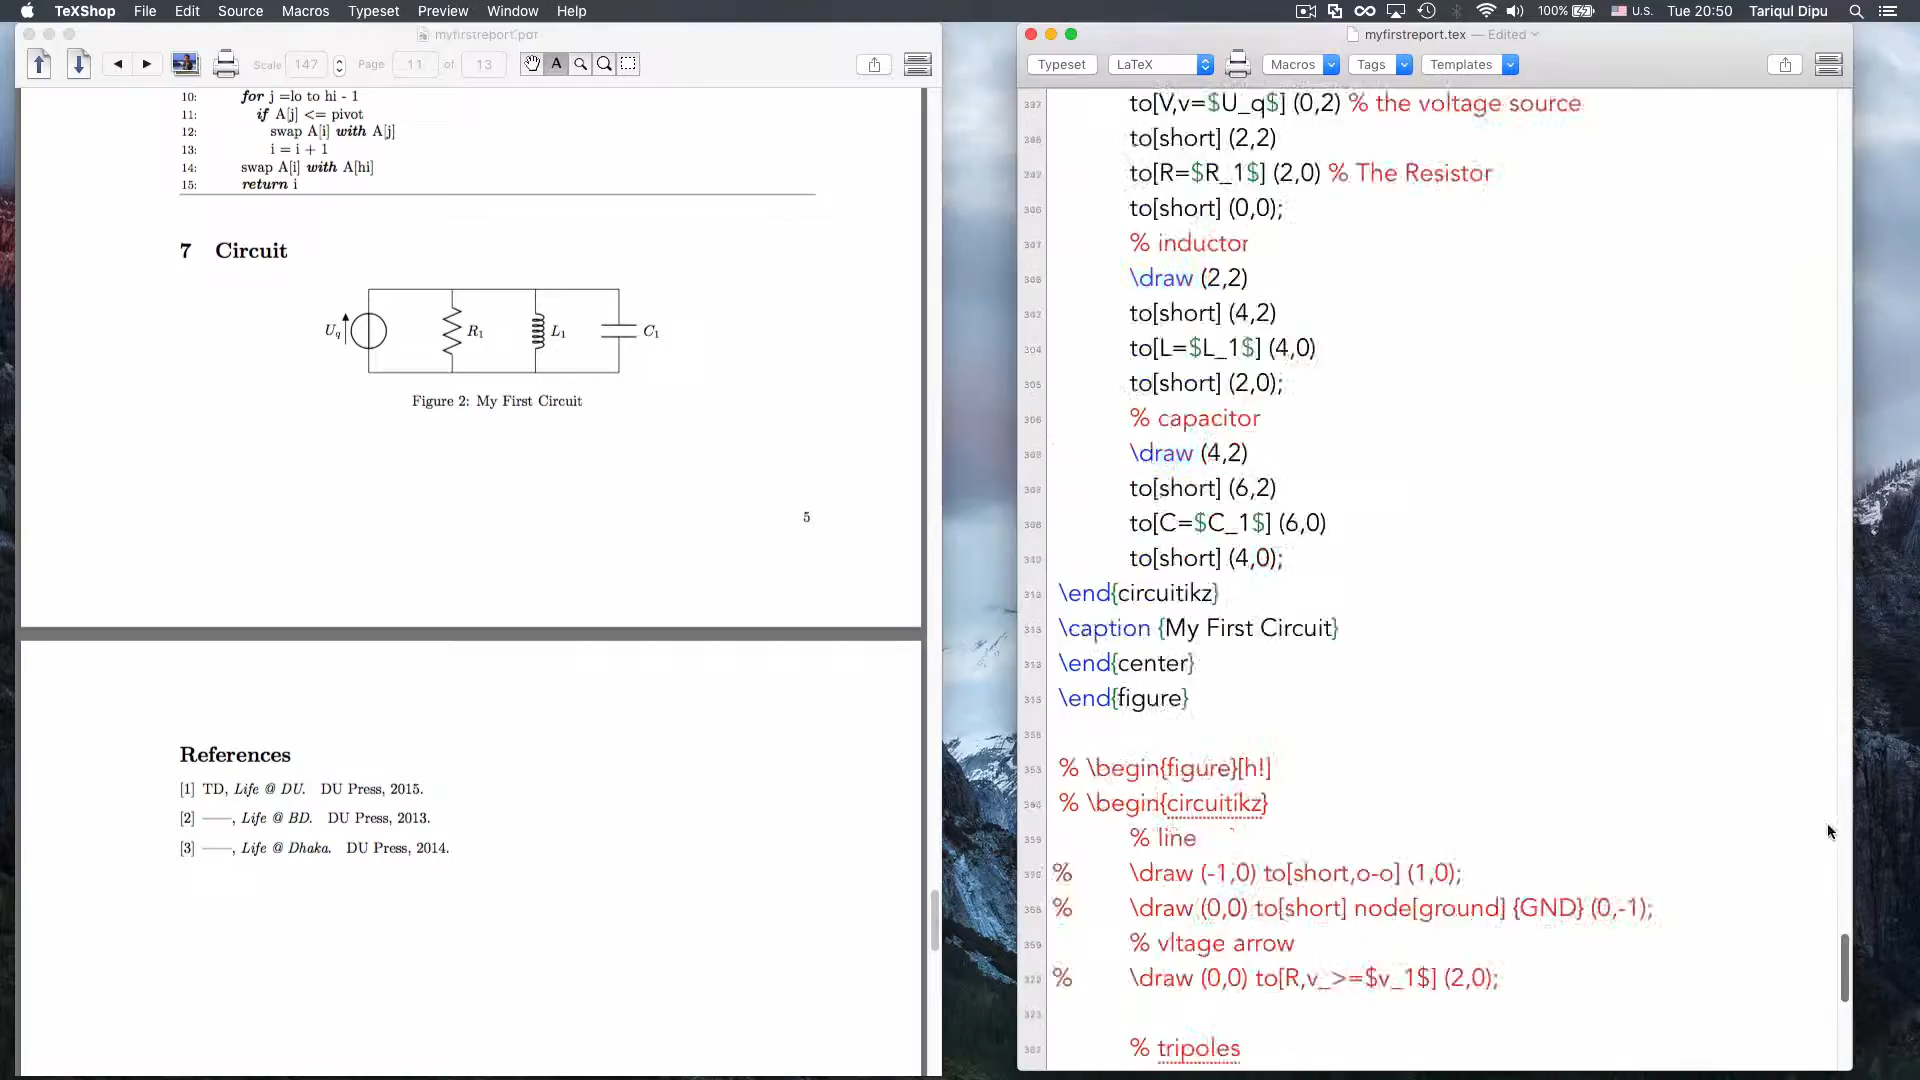 TeXShop File Edit Source Macros Typeset Preview Window Help
100% U.S. Tue 20:50 Tariqul Dipu
Scale 147 Page 11 of 13
10: for j =lo to hi - 1
11: if A[j] <= pivot
12: swap A[i] with A[j]
13: i = i + 1
14: swap A[i] with A[hi]
15: return i
7 Circuit
Uq R1 L1 C1
Figure 2: My First Circuit
5
References
[1] TD, Life @ DU. DU Press, 2015.
[2] ——, Life @ BD. DU Press, 2013.
[3] ——, Life @ Dhaka. DU Press, 2014.
myfirstreport.tex — Edited
Typeset LaTeX Macros Tags Templates
to[V,v=$U_q$] (0,2) % the voltage source
to[short] (2,2)
to[R=$R_1$] (2,0) % The Resistor
to[short] (0,0);
% inductor
\draw (2,2)
to[short] (4,2)
to[L=$L_1$] (4,0)
to[short] (2,0);
% capacitor
\draw (4,2)
to[short] (6,2)
to[C=$C_1$] (6,0)
to[short] (4,0);
\end{circuitikz}
\caption {My First Circuit}
\end{center}
\end{figure}
% \begin{figure}[h!]
% \begin{circuitikz}
% line
% \draw (-1,0) to[short,o-o] (1,0);
% \draw (0,0) to[short] node[ground] {GND} (0,-1);
% vltage arrow
% \draw (0,0) to[R,v_>=$v_1$] (2,0);
% tripoles